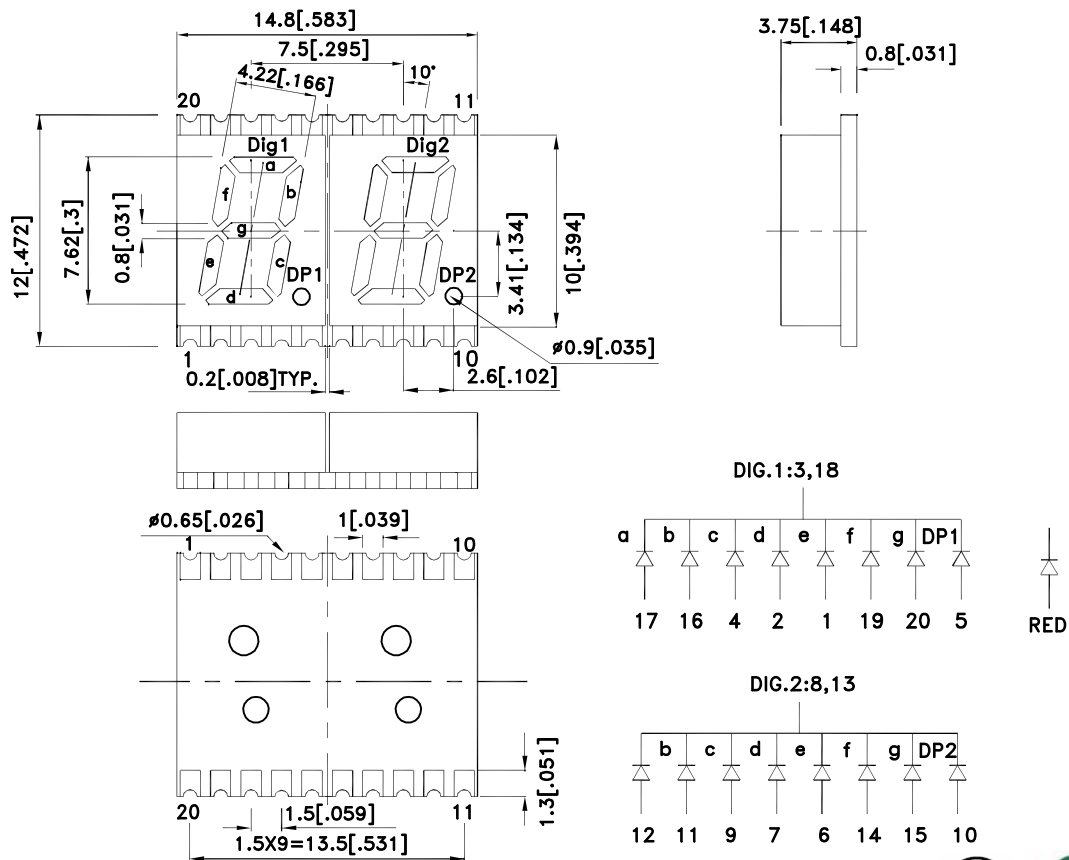 14.8[.583]
7.5[.295]
4.22[.166]
10°
20
11
Dig1
Dig2
a
f
b
g
e
c
d
DP1
DP2
12[.472]
7.62[.3]
0.8[.031]
3.41[.134]
10[.394]
1
10
ø0.9[.035]
0.2[.008]TYP.
2.6[.102]
3.75[.148]
0.8[.031]
ø0.65[.026]
1[.039]
1
10
20
11
1.5[.059]
1.5X9=13.5[.531]
1.3[.051]
DIG.1:3,18
a b c d e f g DP1
17 16 4 2 1 19 20 5
RED
DIG.2:8,13
b c d e f g DP2
12 11 9 7 6 14 15 10